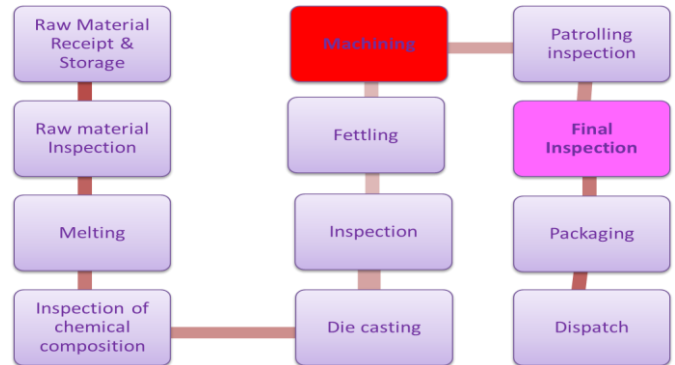 Raw Material
Receipt &
Storage
Raw material
Inspection
Melting
Inspection of
chemical
composition
Die casting
Inspection
Fettling
Machining
Patrolling
inspection
Final
Inspection
Packaging
Dispatch